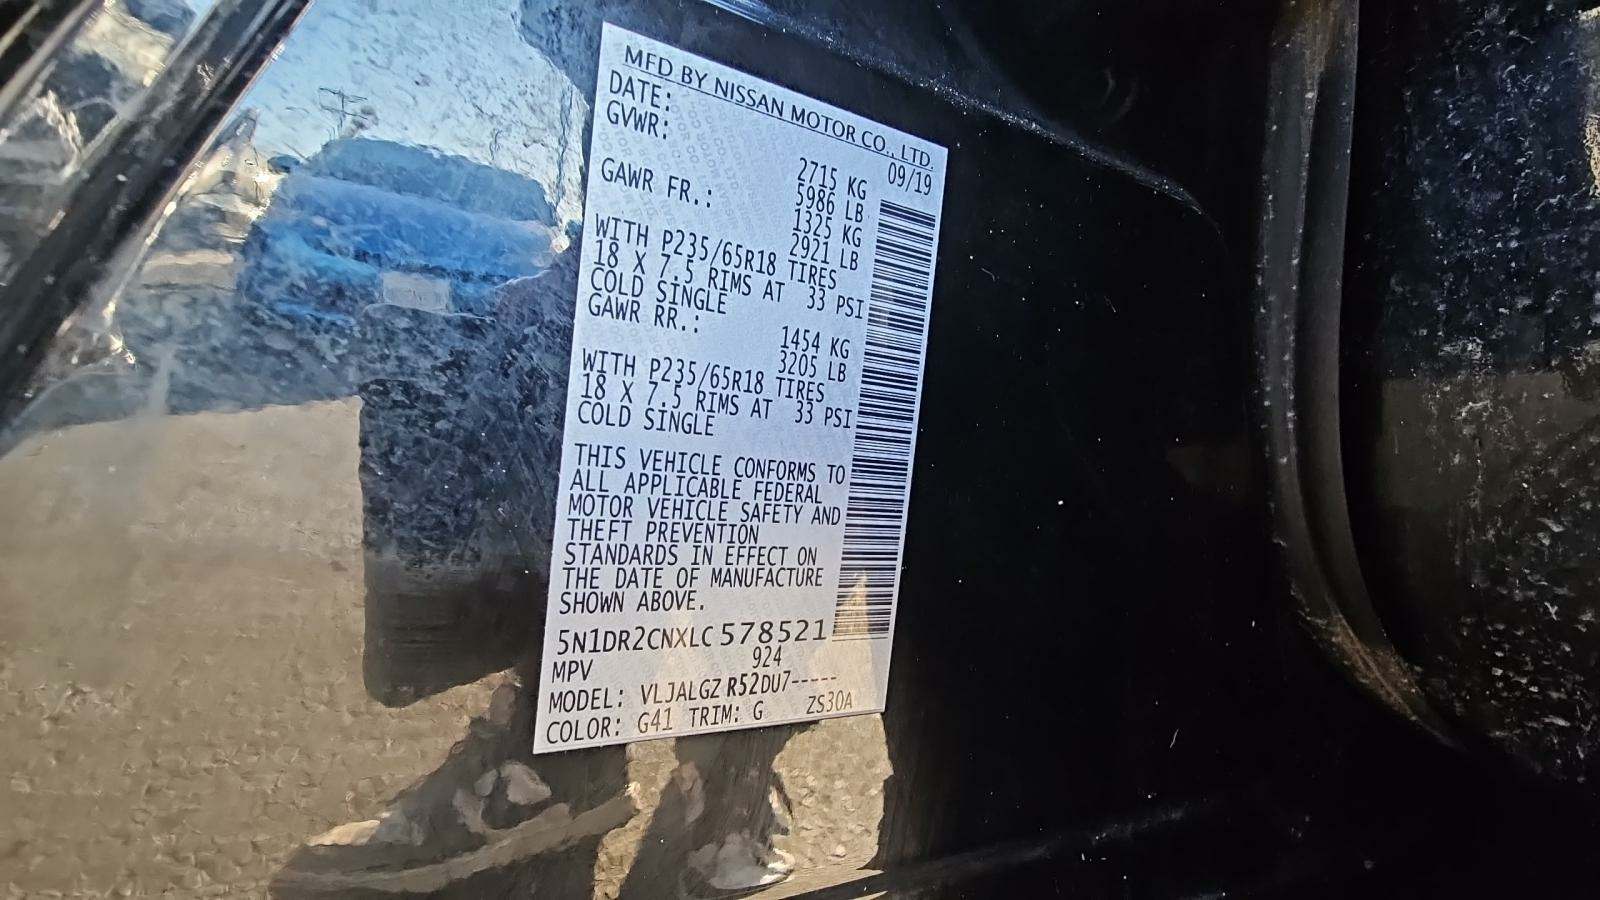 MFD BY NISSAN MOTOR CO., LTD.
DATE: 09/19
GVWR: 2715 KG
5986 LB
GAWR FR.: 1325 KG
2921 LB
WITH P235/65R18 TIRES
18 X 7.5 RIMS AT 33 PSI
COLD SINGLE
GAWR RR.: 1454 KG
3205 LB
WITH P235/65R18 TIRES
18 X 7.5 RIMS AT 33 PSI
COLD SINGLE
THIS VEHICLE CONFORMS TO
ALL APPLICABLE FEDERAL
MOTOR VEHICLE SAFETY AND
THEFT PREVENTION
STANDARDS IN EFFECT ON
THE DATE OF MANUFACTURE
SHOWN ABOVE.
5N1DR2CNXLC578521
MPV 924
MODEL: VLJALGZ R52DU7-----
COLOR: G41 TRIM: G ZS30A